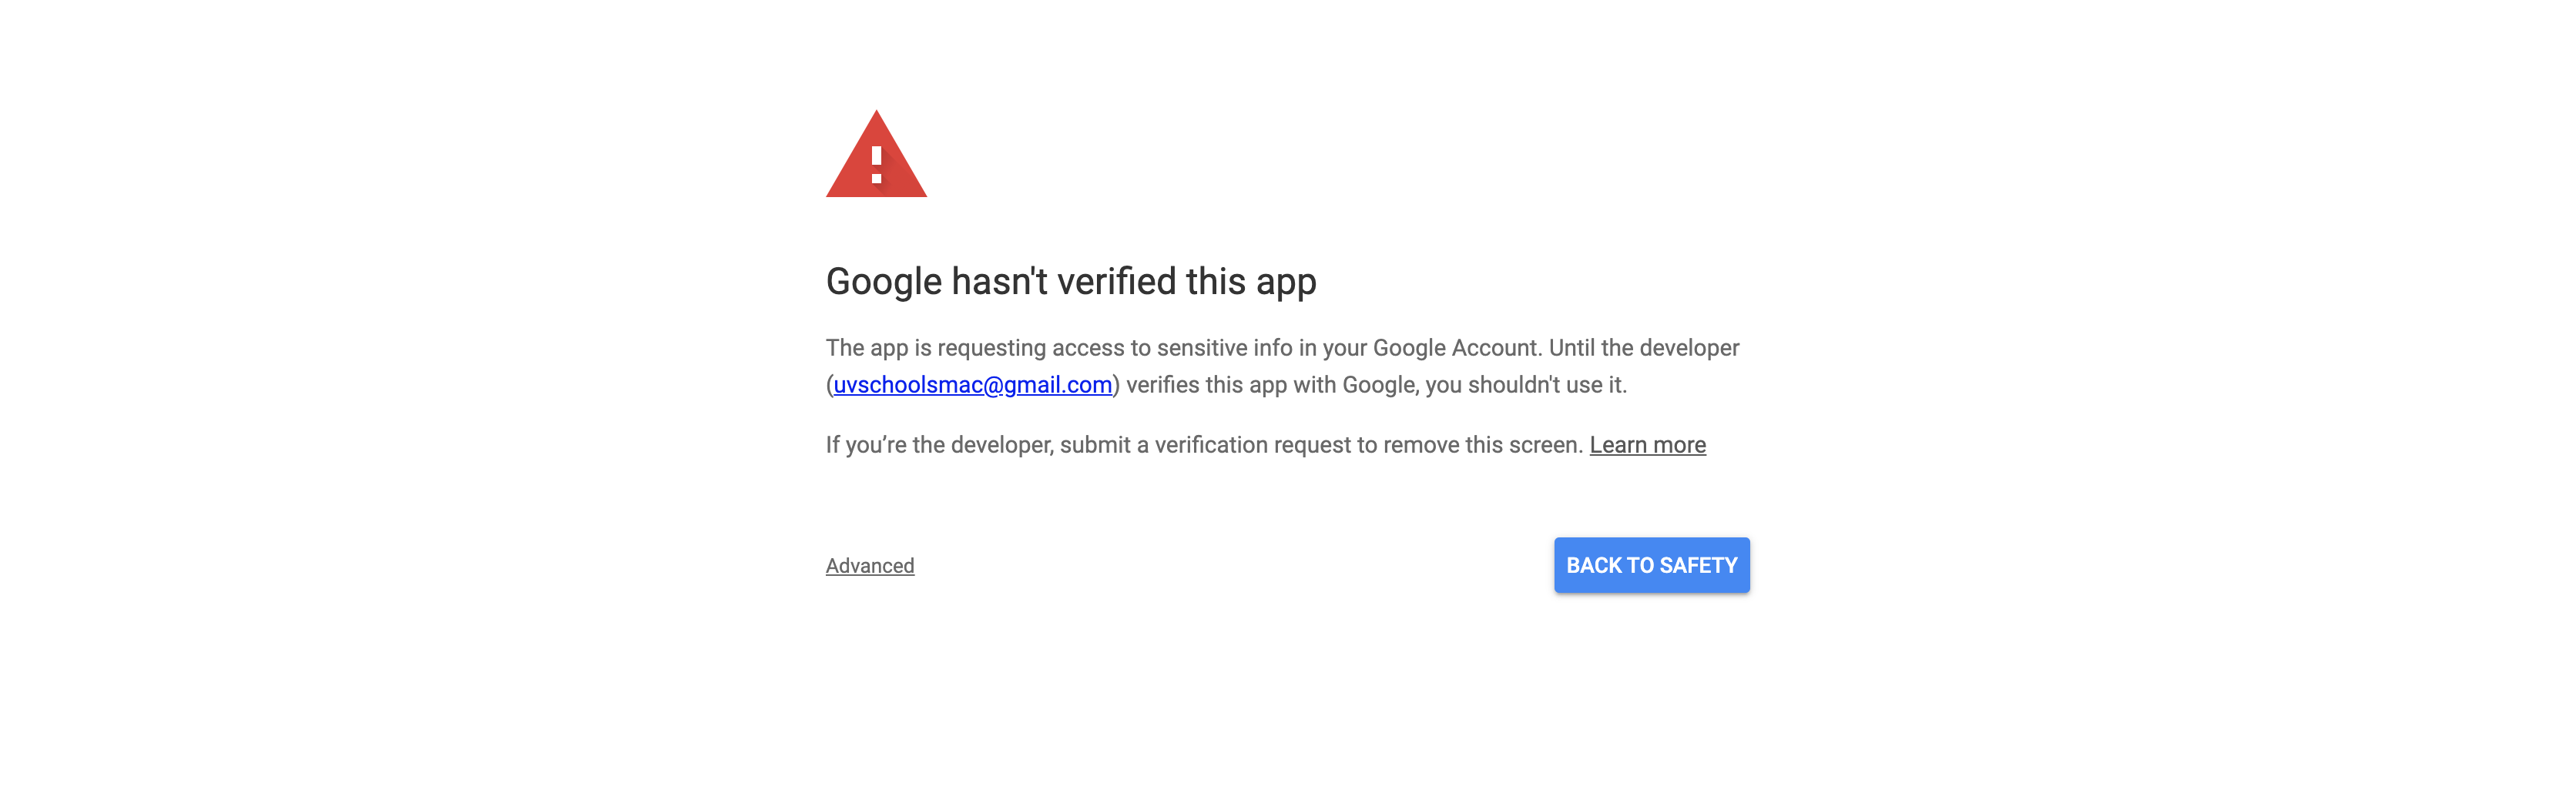 Google hasn't verified this app
The app is requesting access to sensitive info in your Google Account. Until the developer
(uvschoolsmac@gmail.com) verifies this app with Google, you shouldn't use it.
If you’re the developer, submit a verification request to remove this screen. Learn more
Advanced
BACK TO SAFETY